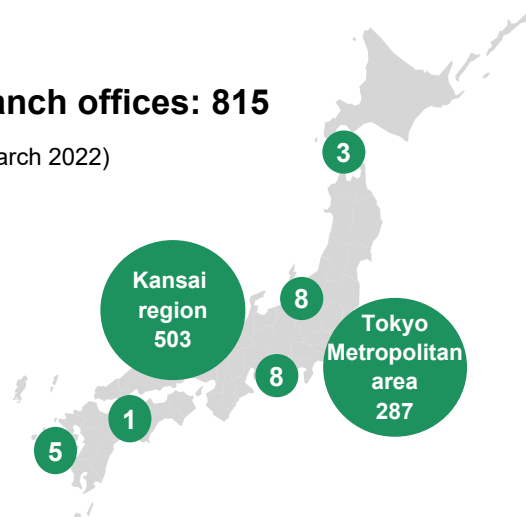 anch offices: 815
arch 2022)
3
Kansai
region
503
8
Tokyo
Metropolitan
area
287
8
1
5